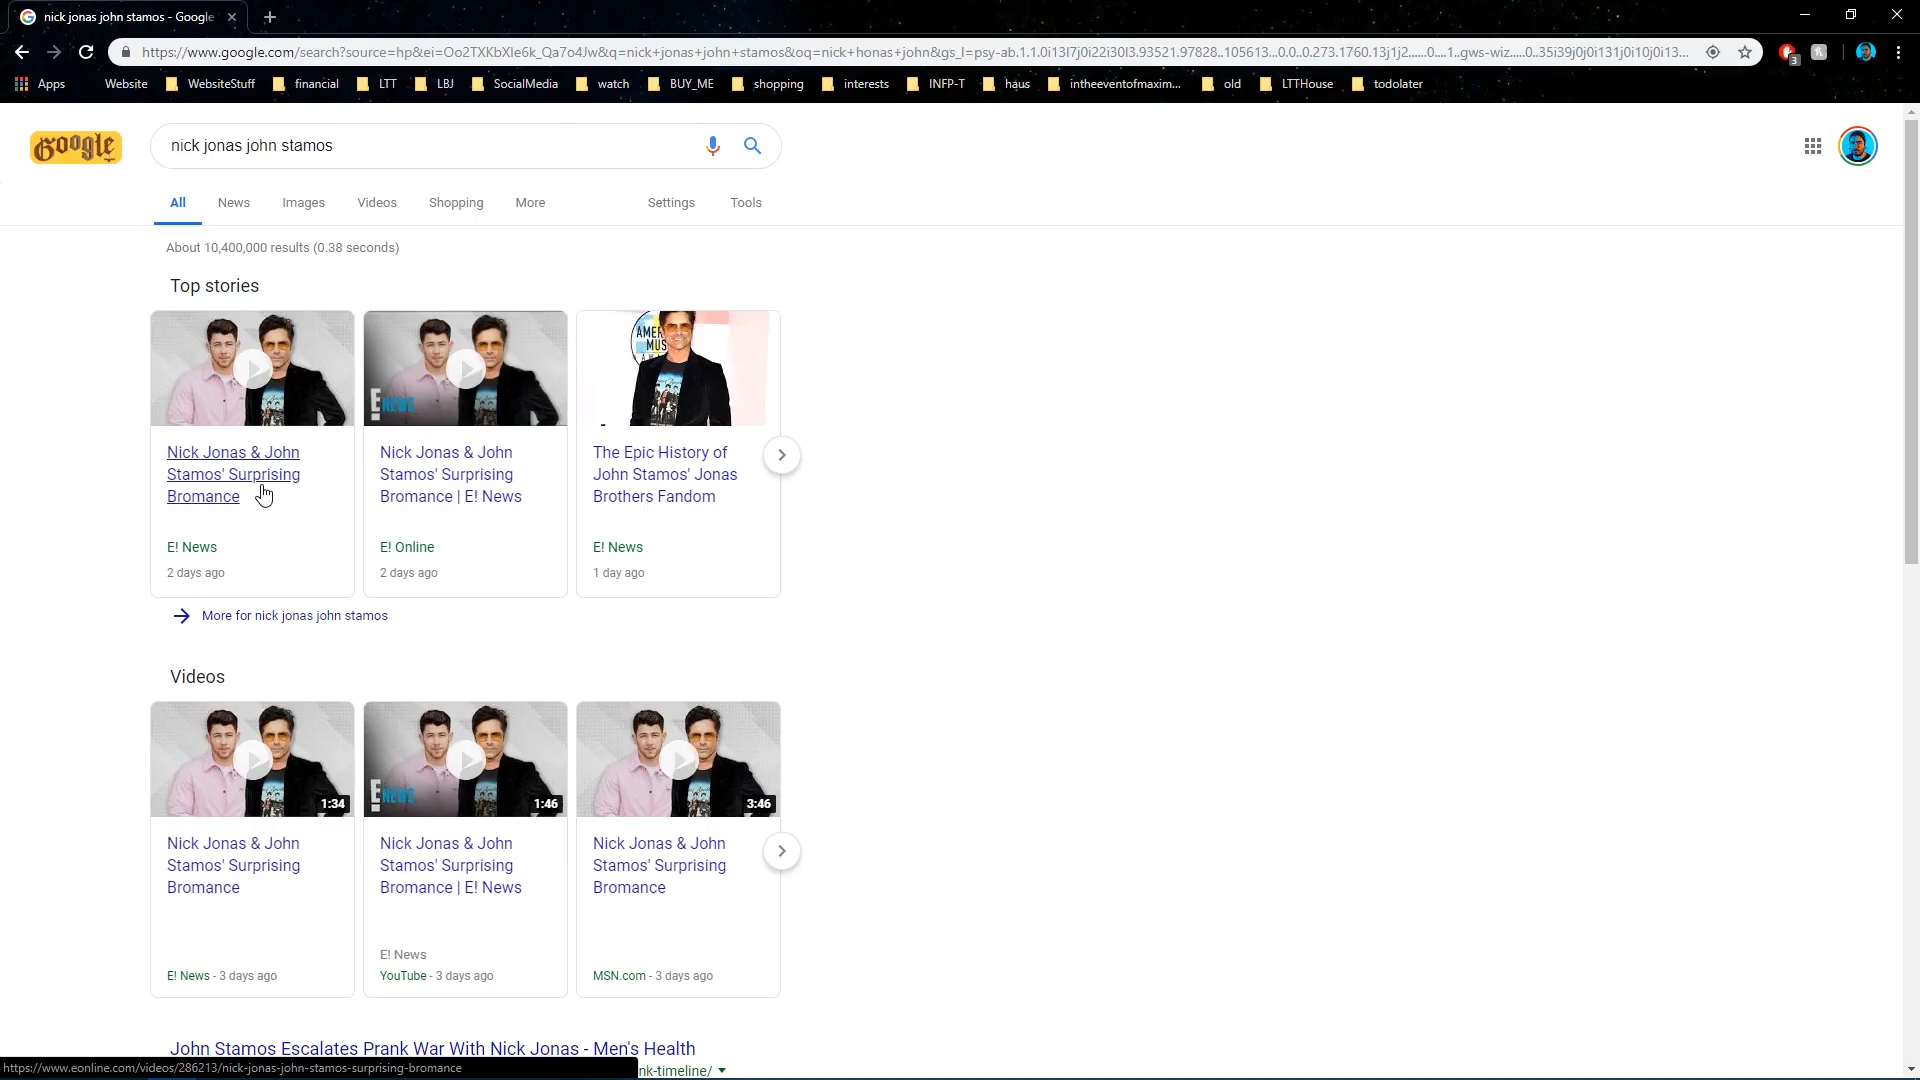 nick jonas john stamos - Google
https://www.google.com/search?source=hp&ei=Oo2TXKbXIe6k_Qa7o4Jw&q=nick+jonas+john+stamos&oq=nick+honas+john&gs_l=psy-ab.1.1.0i13l7j0i22i30l3.93521.97828..105613...0.0..0.273.1760.13j1j2......0....1..gws-wiz.....0..35i39j0j0i131j0i10j0i13...
3
Apps
Website
WebsiteStuff
financial
LTT
LBJ
SocialMedia
watch
BUY_ME
shopping
interests
INFP-T
haus
intheeventofmaxim...
old
LTTHouse
todolater
Google
nick jonas john stamos
All
News
Images
Videos
Shopping
More
Settings
Tools
About 10,400,000 results (0.38 seconds)
Top stories
E!
NEWS
AMER
MUS
Nick Jonas & John
Stamos' Surprising
Bromance
E! News
2 days ago
Nick Jonas & John
Stamos' Surprising
Bromance | E! News
E! Online
2 days ago
The Epic History of
John Stamos' Jonas
Brothers Fandom
E! News
1 day ago
More for nick jonas john stamos
Videos
1:34
E!
NEWS
1:46
3:46
Nick Jonas & John
Stamos' Surprising
Bromance
E! News - 3 days ago
Nick Jonas & John
Stamos' Surprising
Bromance | E! News
E! News
YouTube - 3 days ago
Nick Jonas & John
Stamos' Surprising
Bromance
MSN.com - 3 days ago
John Stamos Escalates Prank War With Nick Jonas - Men's Health
nk-timeline/
https://www.eonline.com/videos/286213/nick-jonas-john-stamos-surprising-bromance